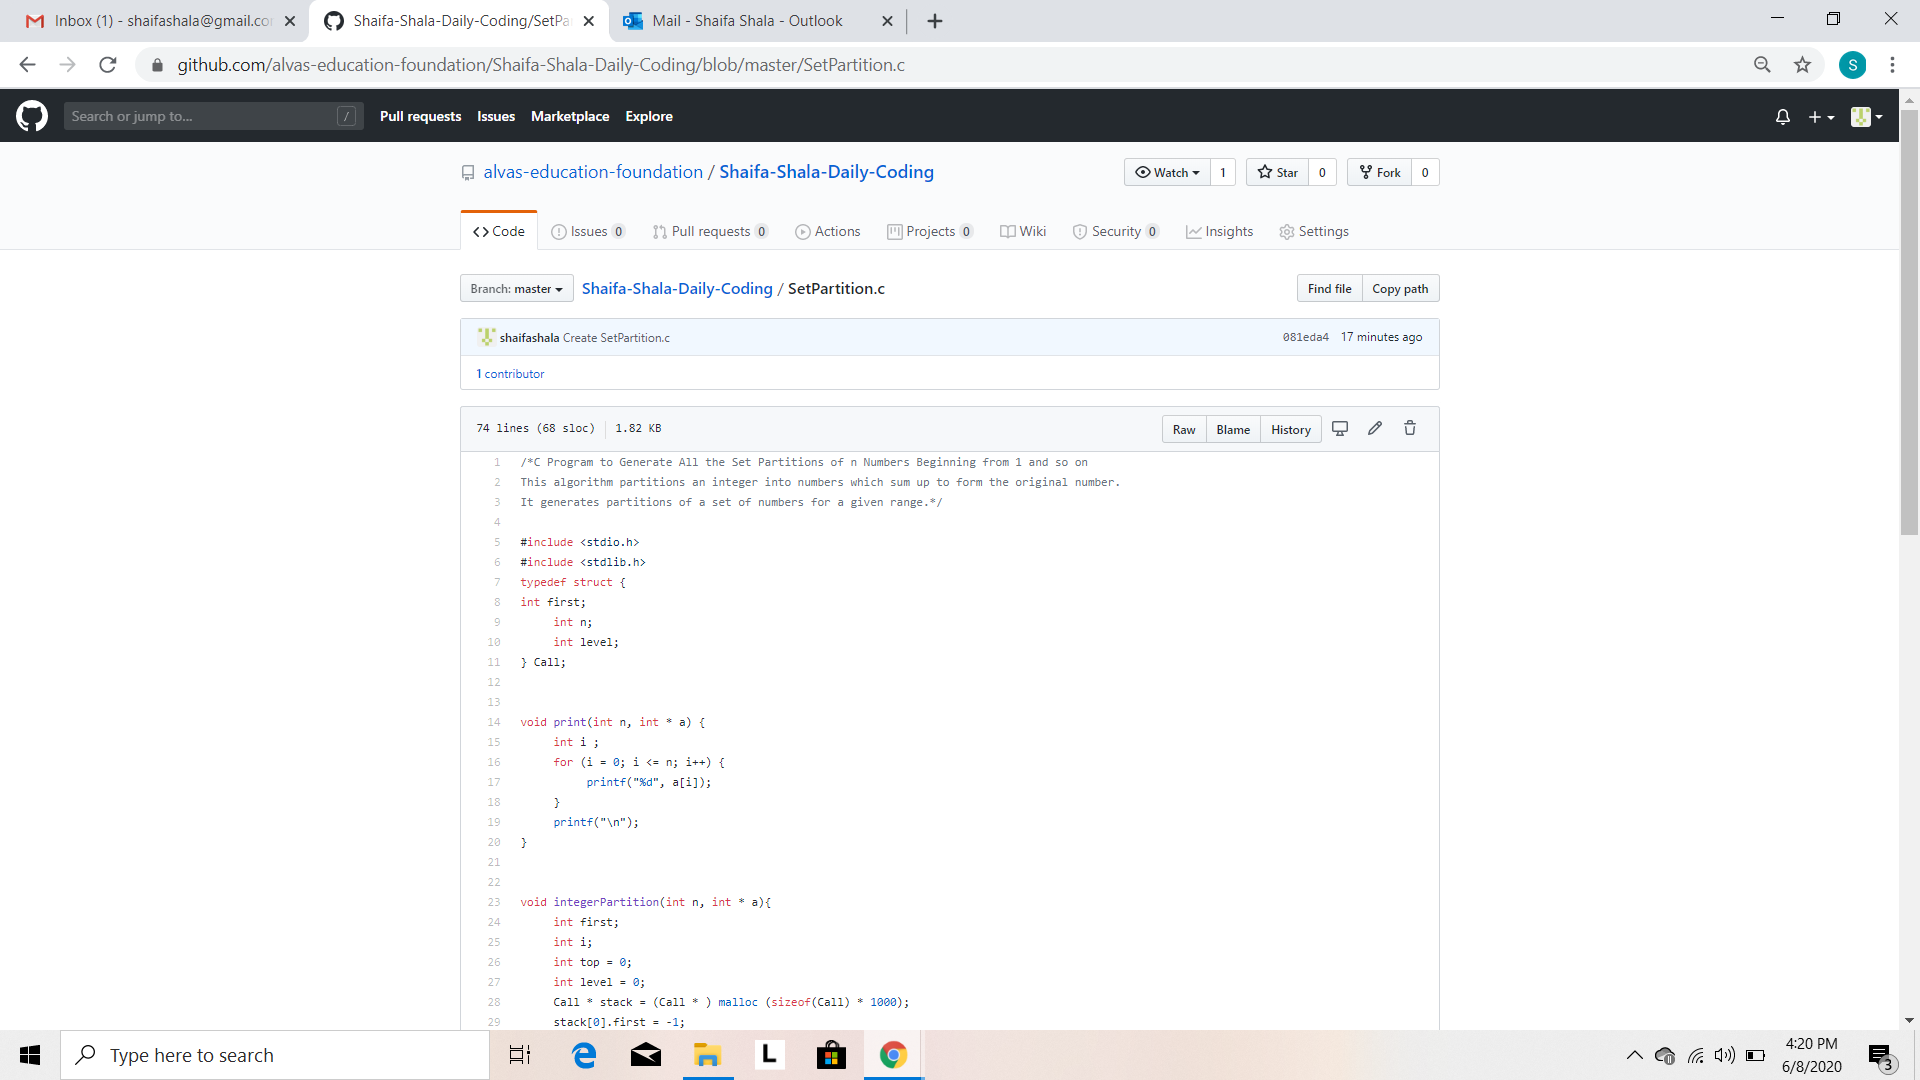 Inbox (1) - shaifashala@gmail.co
Shaifa-Shala-Daily-Coding/SetPa
Mail - Shaifa Shala - Outlook
github.com/alvas-education-foundation/Shaifa-Shala-Daily-Coding/blob/master/SetPartition.c
S
Search or jump to...
/
Pull requests
Issues
Marketplace
Explore
alvas-education-foundation / Shaifa-Shala-Daily-Coding
Watch 1
Star 0
Fork 0
Code
Issues 0
Pull requests 0
Actions
Projects 0
Wiki
Security 0
Insights
Settings
Branch: master
Shaifa-Shala-Daily-Coding / SetPartition.c
Find file
Copy path
shaifashala Create SetPartition.c
081eda4 17 minutes ago
1 contributor
74 lines (68 sloc) 1.82 KB
Raw
Blame
History
1 /*C Program to Generate All the Set Partitions of n Numbers Beginning from 1 and so on
2 This algorithm partitions an integer into numbers which sum up to form the original number.
3 It generates partitions of a set of numbers for a given range.*/
4
5 #include <stdio.h>
6 #include <stdlib.h>
7 typedef struct {
8 int first;
9 int n;
10 int level;
11 } Call;
12
13
14 void print(int n, int * a) {
15 int i ;
16 for (i = 0; i <= n; i++) {
17 printf("%d", a[i]);
18 }
19 printf("\n");
20 }
21
22
23 void integerPartition(int n, int * a){
24 int first;
25 int i;
26 int top = 0;
27 int level = 0;
28 Call * stack = (Call * ) malloc (sizeof(Call) * 1000);
29 stack[0].first = -1;
Type here to search
L
4:20 PM
6/8/2020
3